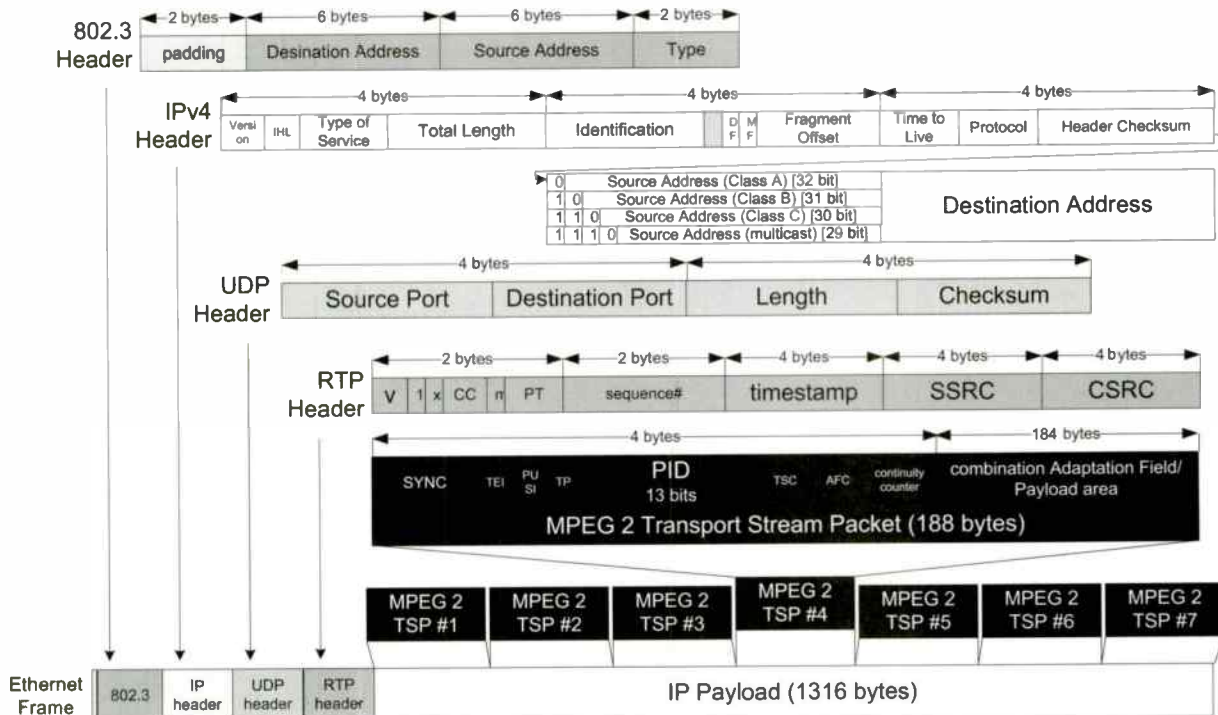 2 bytes 6 bytes 6 bytes 2 bytes
802.3 Header
padding Desination Address Source Address Type
4 bytes 4 bytes 4 bytes
IPv4 Header
Versi on IHL Type of Service Total Length Identification D F M F Fragment Offset Time to Live Protocol Header Checksum
0 Source Address (Class A) [32 bit]
1 0 Source Address (Class B) [31 bit]
1 1 0 Source Address (Class C) [30 bit]
1 1 1 0 Source Address (multicast) [29 bit]
Destination Address
4 bytes 4 bytes
UDP Header
Source Port Destination Port Length Checksum
2 bytes 2 bytes 4 bytes 4 bytes 4 bytes
RTP Header
V 1 x CC m PT sequence# timestamp SSRC CSRC
4 bytes 184 bytes
SYNC TEI PU SI TP PID 13 bits TSC AFC continuity counter combination Adaptation Field/ Payload area
MPEG 2 Transport Stream Packet (188 bytes)
MPEG 2 TSP #1
MPEG 2 TSP #2
MPEG 2 TSP #3
MPEG 2 TSP #4
MPEG 2 TSP #5
MPEG 2 TSP #6
MPEG 2 TSP #7
Ethernet Frame
802.3 IP header UDP header RTP header IP Payload (1316 bytes)